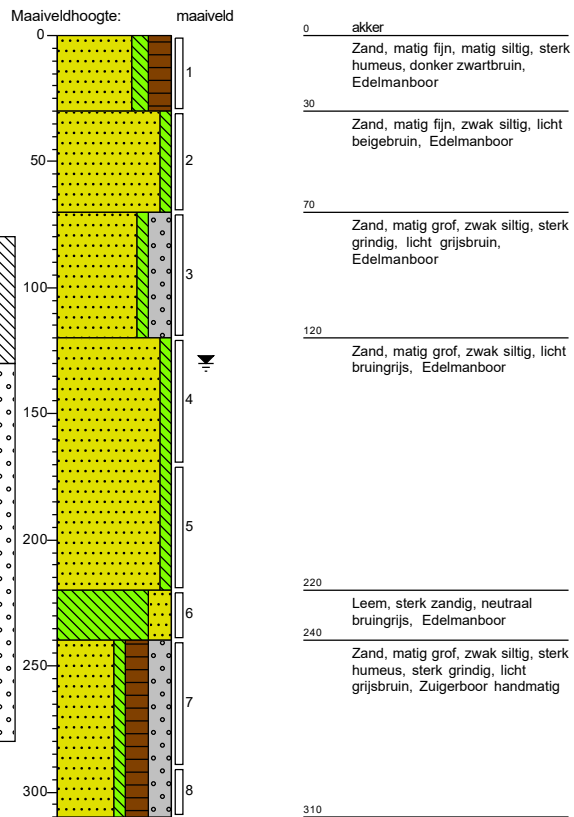 Maaiveldhoogte: maaiveld
0
50
100
150
200
250
300
1
2
3
4
5
6
7
8
0 akker
Zand, matig fijn, matig siltig, sterk
humeus, donker zwartbruin,
Edelmanboor
30
Zand, matig fijn, zwak siltig, licht
beigebruin, Edelmanboor
70
Zand, matig grof, zwak siltig, sterk
grindig, licht grijsbruin,
Edelmanboor
120
Zand, matig grof, zwak siltig, licht
bruingrijs, Edelmanboor
220
Leem, sterk zandig, neutraal
bruingrijs, Edelmanboor
240
Zand, matig grof, zwak siltig, sterk
humeus, sterk grindig, licht
grijsbruin, Zuigerboor handmatig
310